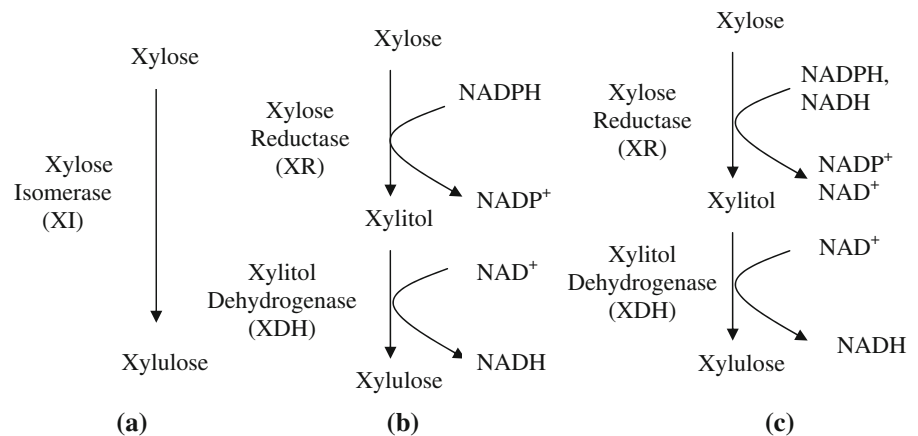 Xylose
Xylose
Isomerase
(XI)
Xylulose
(a)
Xylose
NADPH
Xylose
Reductase
(XR)
NADP+
Xylitol
Xylitol
Dehydrogenase
(XDH)
NAD+
NADH
Xylulose
(b)
Xylose
NADPH,
NADH
Xylose
Reductase
(XR)
NADP+
NAD+
Xylitol
Xylitol
Dehydrogenase
(XDH)
NAD+
NADH
Xylulose
(c)